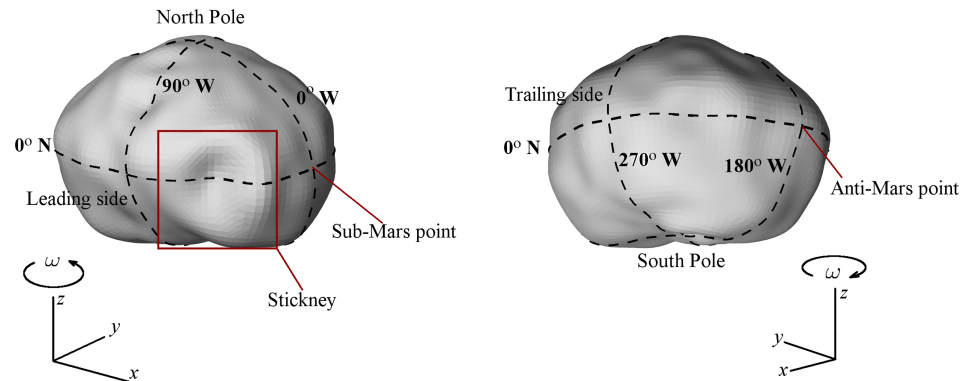 North Pole
90° W
0° W
0° N
Leading side
Sub-Mars point
Stickney
ω
z
y
x
Trailing side
0° N
270° W
180° W
Anti-Mars point
South Pole
ω
z
y
x